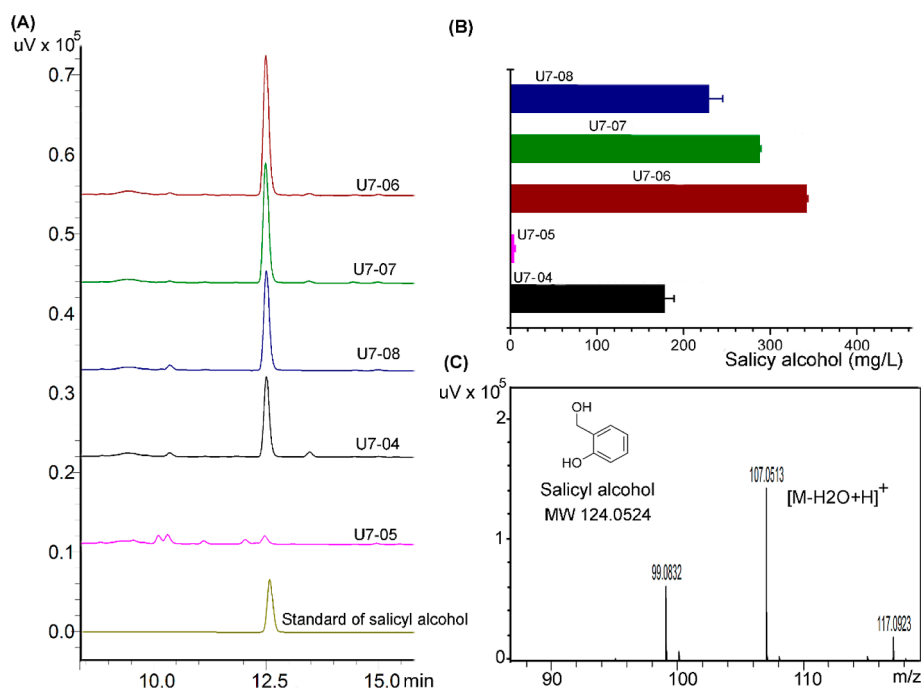 (A)
uV x 10^5
0.7
0.6
0.5
0.4
0.3
0.2
0.1
0.0
U7-06
U7-07
U7-08
U7-04
U7-05
Standard of salicyl alcohol
10.0 12.5 15.0 min
(B)
U7-08
U7-07
U7-06
U7-05
U7-04
0 100 200 300 400
Salicy alcohol (mg/L)
(C)
uV x 10^5
2
1
0
OH
HO
Salicyl alcohol
MW 124.0524
107.0513
[M-H2O+H]^+
99.0832
117.0923
90 100 110 m/z